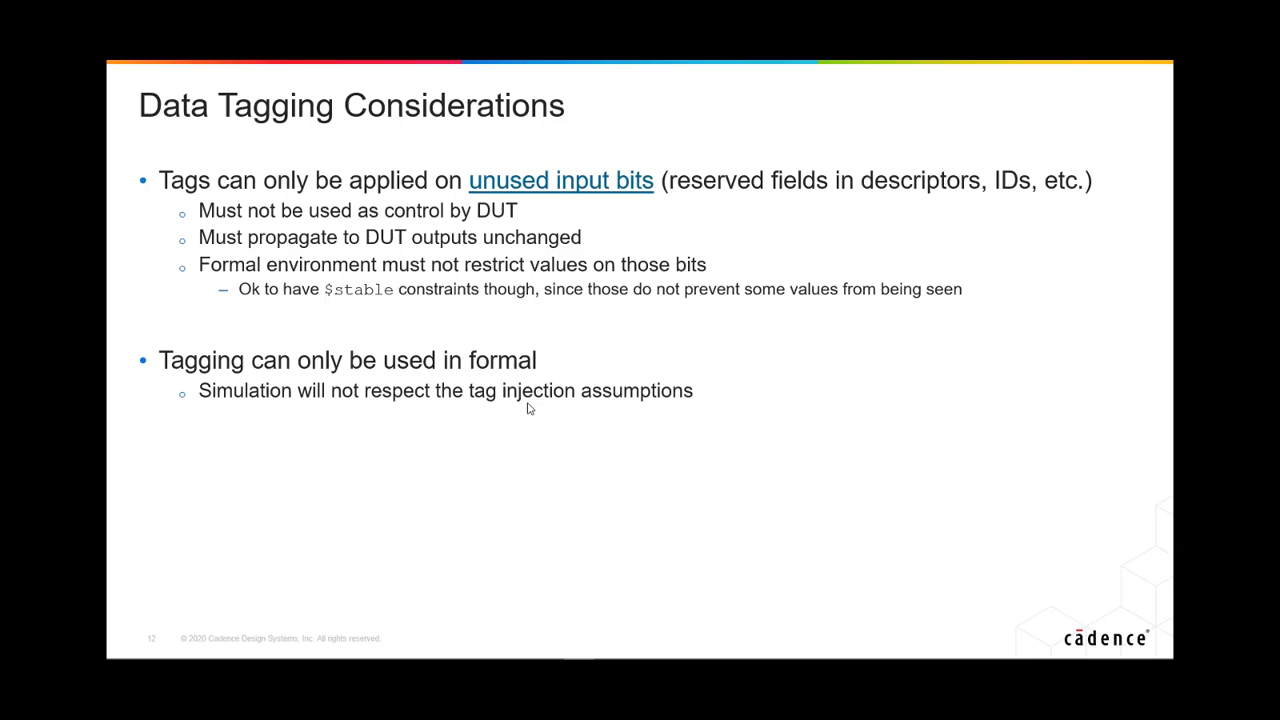 Data Tagging Considerations
• Tags can only be applied on unused input bits (reserved fields in descriptors, IDs, etc.)
o Must not be used as control by DUT
o Must propagate to DUT outputs unchanged
o Formal environment must not restrict values on those bits
– Ok to have $stable constraints though, since those do not prevent some values from being seen
• Tagging can only be used in formal
o Simulation will not respect the tag injection assumptions
12 © 2020 Cadence Design Systems, Inc. All rights reserved.
cādence®